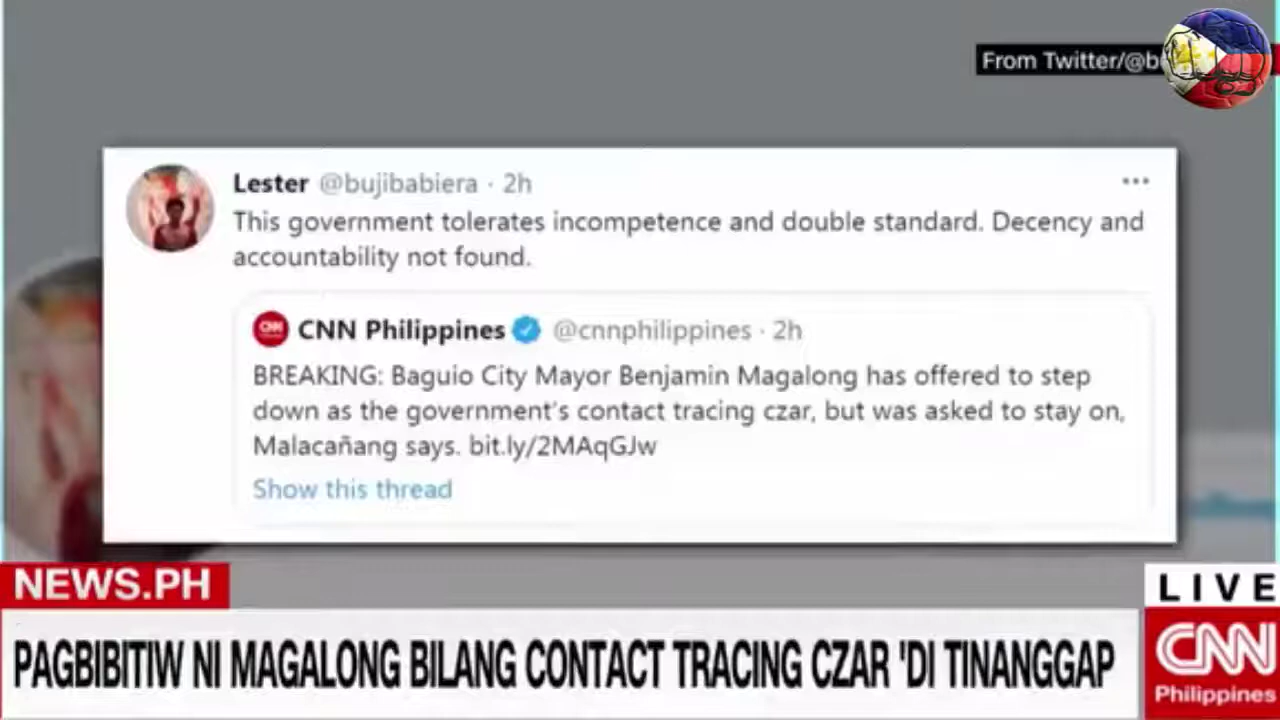 From Twitter/@b
Lester @bujibabiera · 2h
This government tolerates incompetence and double standard. Decency and
accountability not found.
CNN
CNN Philippines @cnnphilippines · 2h
BREAKING: Baguio City Mayor Benjamin Magalong has offered to step
down as the government's contact tracing czar, but was asked to stay on,
Malacañang says. bit.ly/2MAqGJw
Show this thread
NEWS.PH
LIVE
PAGBIBITIW NI MAGALONG BILANG CONTACT TRACING CZAR 'DI TINANGGAP
CNN
Philippines